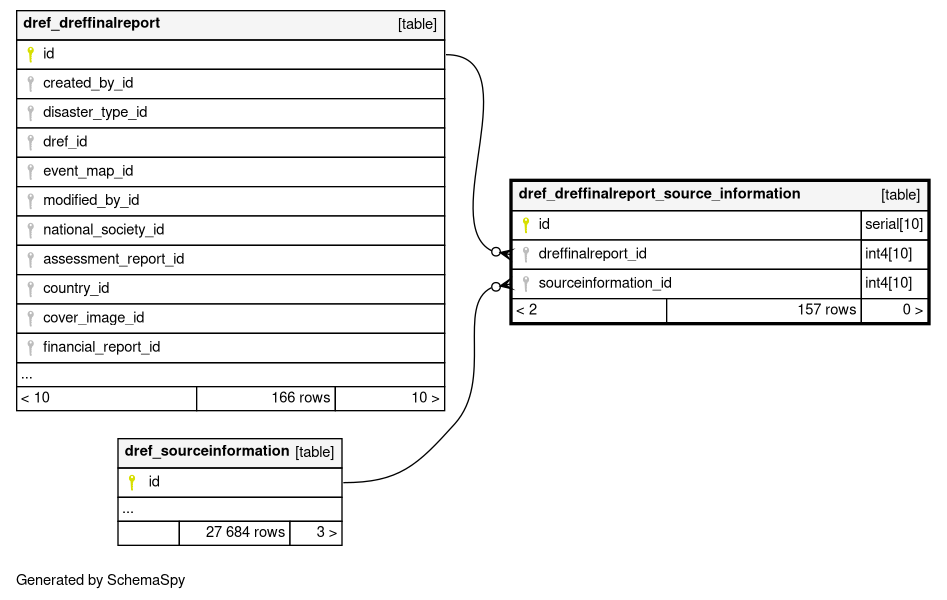 dref_dreffinalreport [table]
id
created_by_id
disaster_type_id
dref_id
event_map_id
modified_by_id
national_society_id
assessment_report_id
country_id
cover_image_id
financial_report_id
...
< 10 166 rows 10 >
dref_dreffinalreport_source_information [table]
id serial[10]
dreffinalreport_id int4[10]
sourceinformation_id int4[10]
< 2 157 rows 0 >
dref_sourceinformation [table]
id
...
27 684 rows 3 >
Generated by SchemaSpy